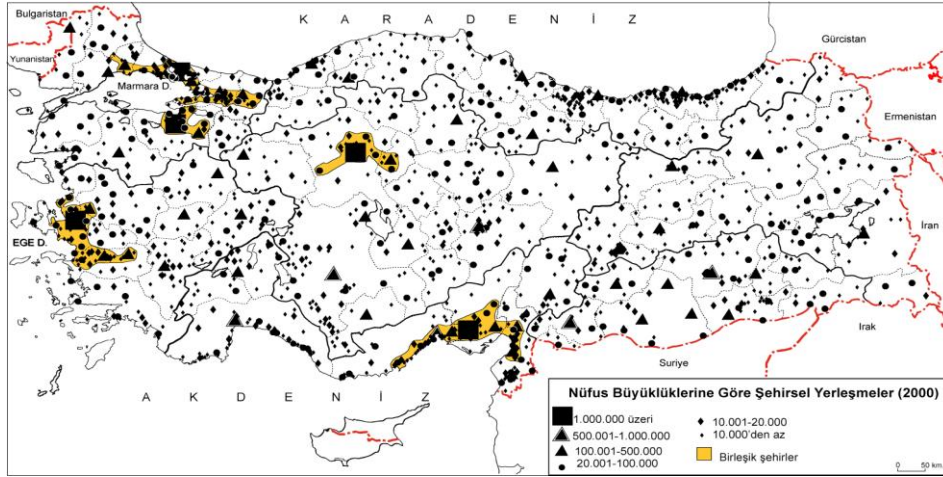 Bulgaristan
K A R A D E N İ Z
Gürcistan
Yunanistan
Marmara D.
Ermenistan
İran
EGE D.
Irak
Suriye
A K D E N İ Z
Nüfus Büyüklüklerine Göre Şehirsel Yerleşmeler (2000)
1.000.000 üzeri
500.001-1.000.000
100.001-500.000
20.001-100.000
10.001-20.000
10.000'den az
Birleşik şehirler
0 50 km.